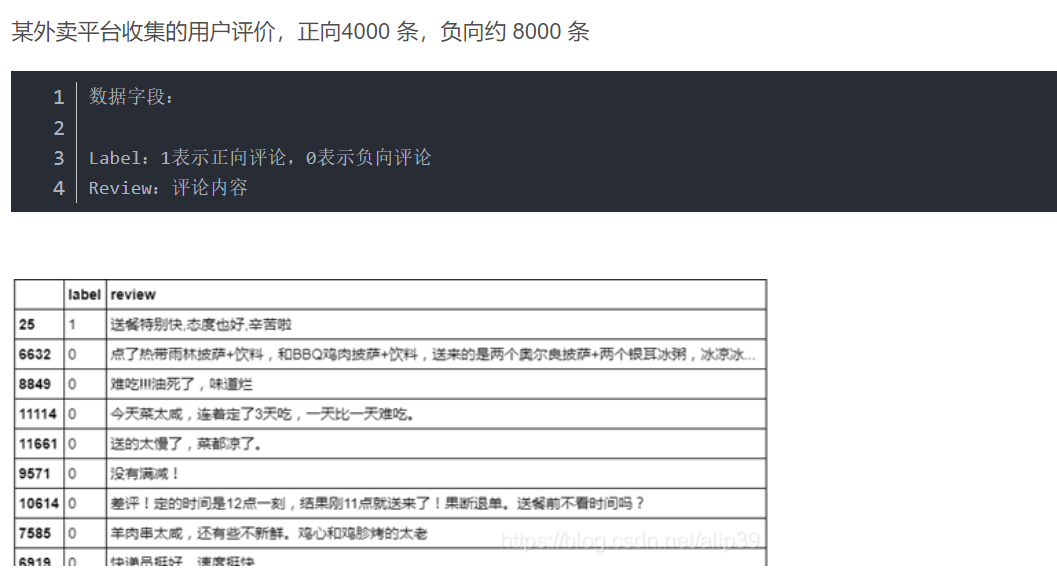 某外卖平台收集的用户评价，正向4000 条，负向约 8000 条
1 数据字段：
2
3 Label：1表示正向评论，0表示负向评论
4 Review：评论内容
label review
25 1 送餐特别快,态度也好,辛苦啦
6632 0 点了热带雨林披萨+饮料，和BBQ鸡肉披萨+饮料，送来的是两个奥尔良披萨+两个银耳冰粥，冰凉冰...
8849 0 难吃!!!油死了，味道烂
11114 0 今天菜太咸，连着定了3天吃，一天比一天难吃。
11661 0 送的太慢了，菜都凉了。
9571 0 没有满减！
10614 0 差评！定的时间是12点一刻，结果刚11点就送来了！果断退单。送餐前不看时间吗？
7585 0 羊肉串太咸，还有些不新鲜。鸡心和鸡胗烤的太老
https://blog.csdn.net/alip39
6919 0 快递员挺好，速度挺快